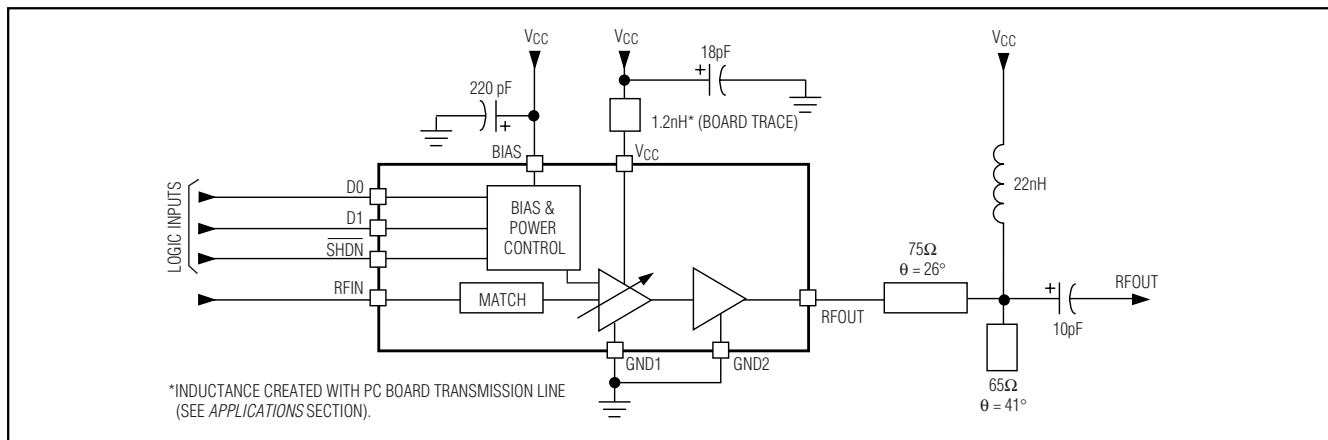 VCC
VCC
18pF
+
VCC
220 pF
+
1.2nH* (BOARD TRACE)
BIAS
VCC
22nH
LOGIC INPUTS
D0
D1
SHDN
BIAS &
POWER
CONTROL
75Ω
θ = 26°
RFIN
MATCH
RFOUT
+
10pF
RFOUT
GND1
GND2
65Ω
θ = 41°
*INDUCTANCE CREATED WITH PC BOARD TRANSMISSION LINE
(SEE APPLICATIONS SECTION).